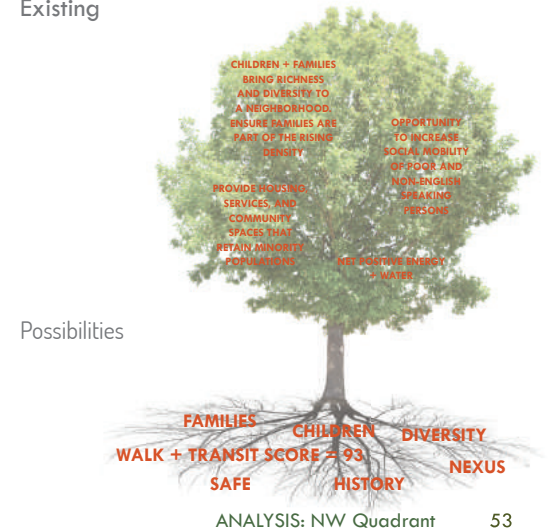 Existing
CHILDREN + FAMILIES
BRING RICHNESS
AND DIVERSITY TO
A NEIGHBORHOOD.
ENSURE FAMILIES ARE
PART OF THE RISING
DENSITY
OPPORTUNITY
TO INCREASE
SOCIAL MOBILITY
OF POOR AND
NON-ENGLISH
SPEAKING
PERSONS
PROVIDE HOUSING,
SERVICES, AND
COMMUNITY
SPACES THAT
RETAIN MINORITY
POPULATIONS
NET POSITIVE ENERGY
+ WATER
Possibilities
FAMILIES
CHILDREN
DIVERSITY
WALK + TRANSIT SCORE = 93
NEXUS
SAFE
HISTORY
ANALYSIS: NW Quadrant 53